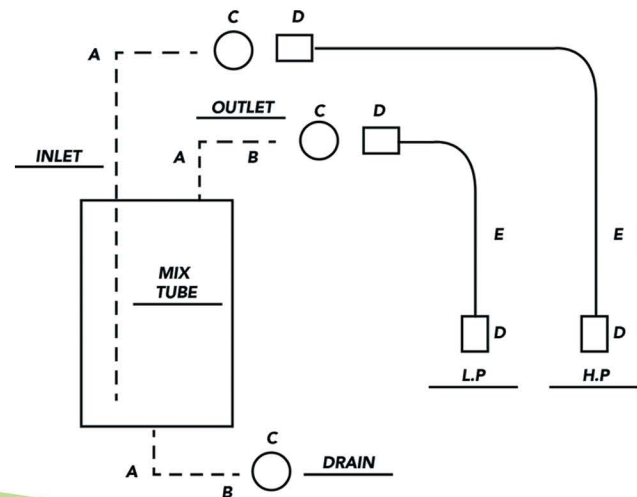 C D
A
OUTLET
C D
INLET
A B
E E
MIX
TUBE
D D
L.P H.P
C
A
DRAIN
B